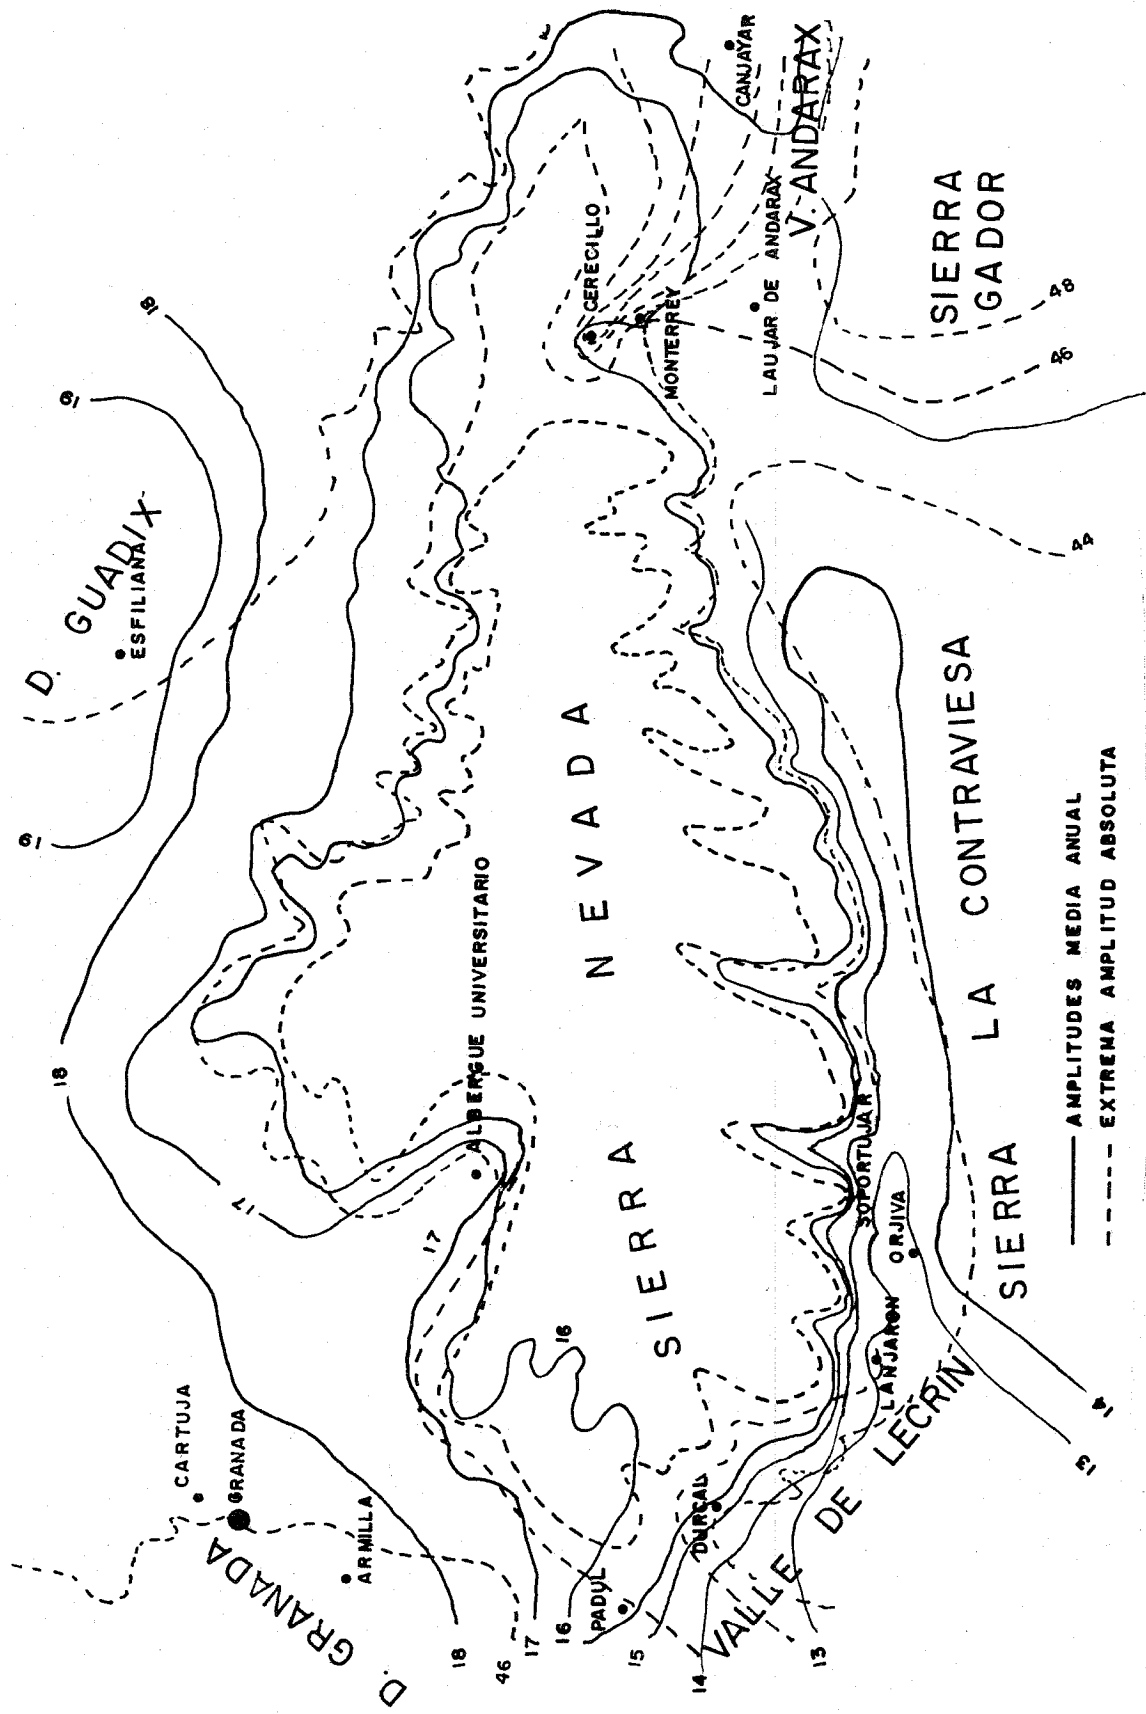 D. GUADIX
ESFILIANA
19
19
18
18
17
17
D. GRANADA
CARTUJA
GRANADA
ARMILLA
18
46
17
16
16
15
14
13
PADUL
DURCAL
ALBERGUE UNIVERSITARIO
SIERRA NEVADA
CERECILLO
MONTERREY
LAUJAR DE ANDARAX
CANJAYAR
V. ANDARAX
VALLE DE LECRIN
LANJARON
ORJIVA
SOPORTUJAR
SIERRA LA CONTRAVIESA
SIERRA
GADOR
13
14
44
46
48
AMPLITUDES MEDIA ANUAL
EXTREMA AMPLITUD ABSOLUTA